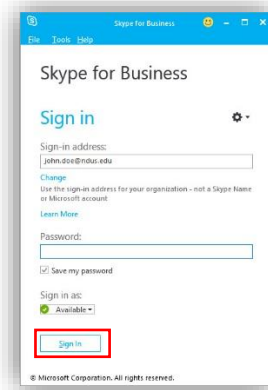 Skype for Business
File Tools Help
Skype for Business
Sign in
Sign-in address:
john.doe@ndus.edu
Change
Use the sign-in address for your organization - not a Skype Name
or Microsoft account
Learn More
Password:
Save my password
Sign in as:
Available
Sign In
© Microsoft Corporation. All rights reserved.